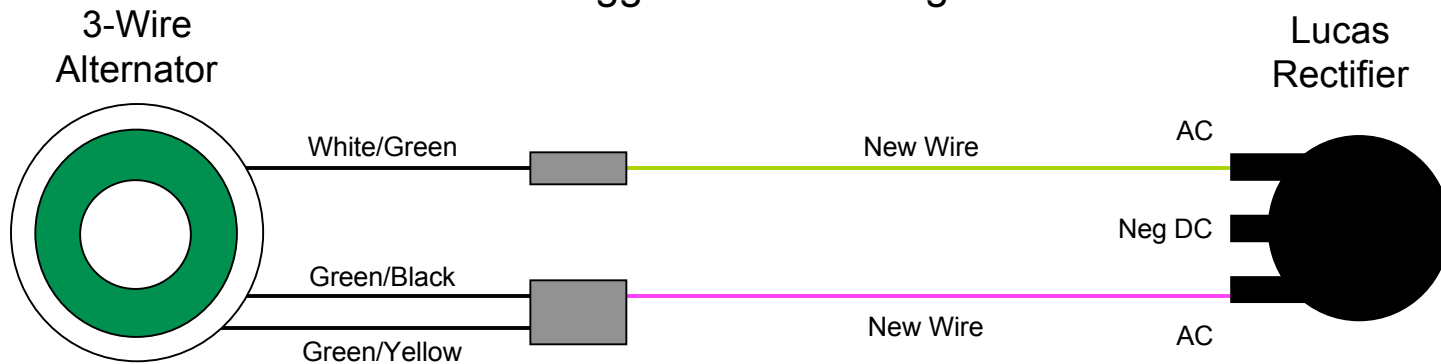 3-Wire
Alternator
Lucas
Rectifier
White/Green
New Wire
AC
Neg DC
Green/Black
Green/Yellow
New Wire
AC